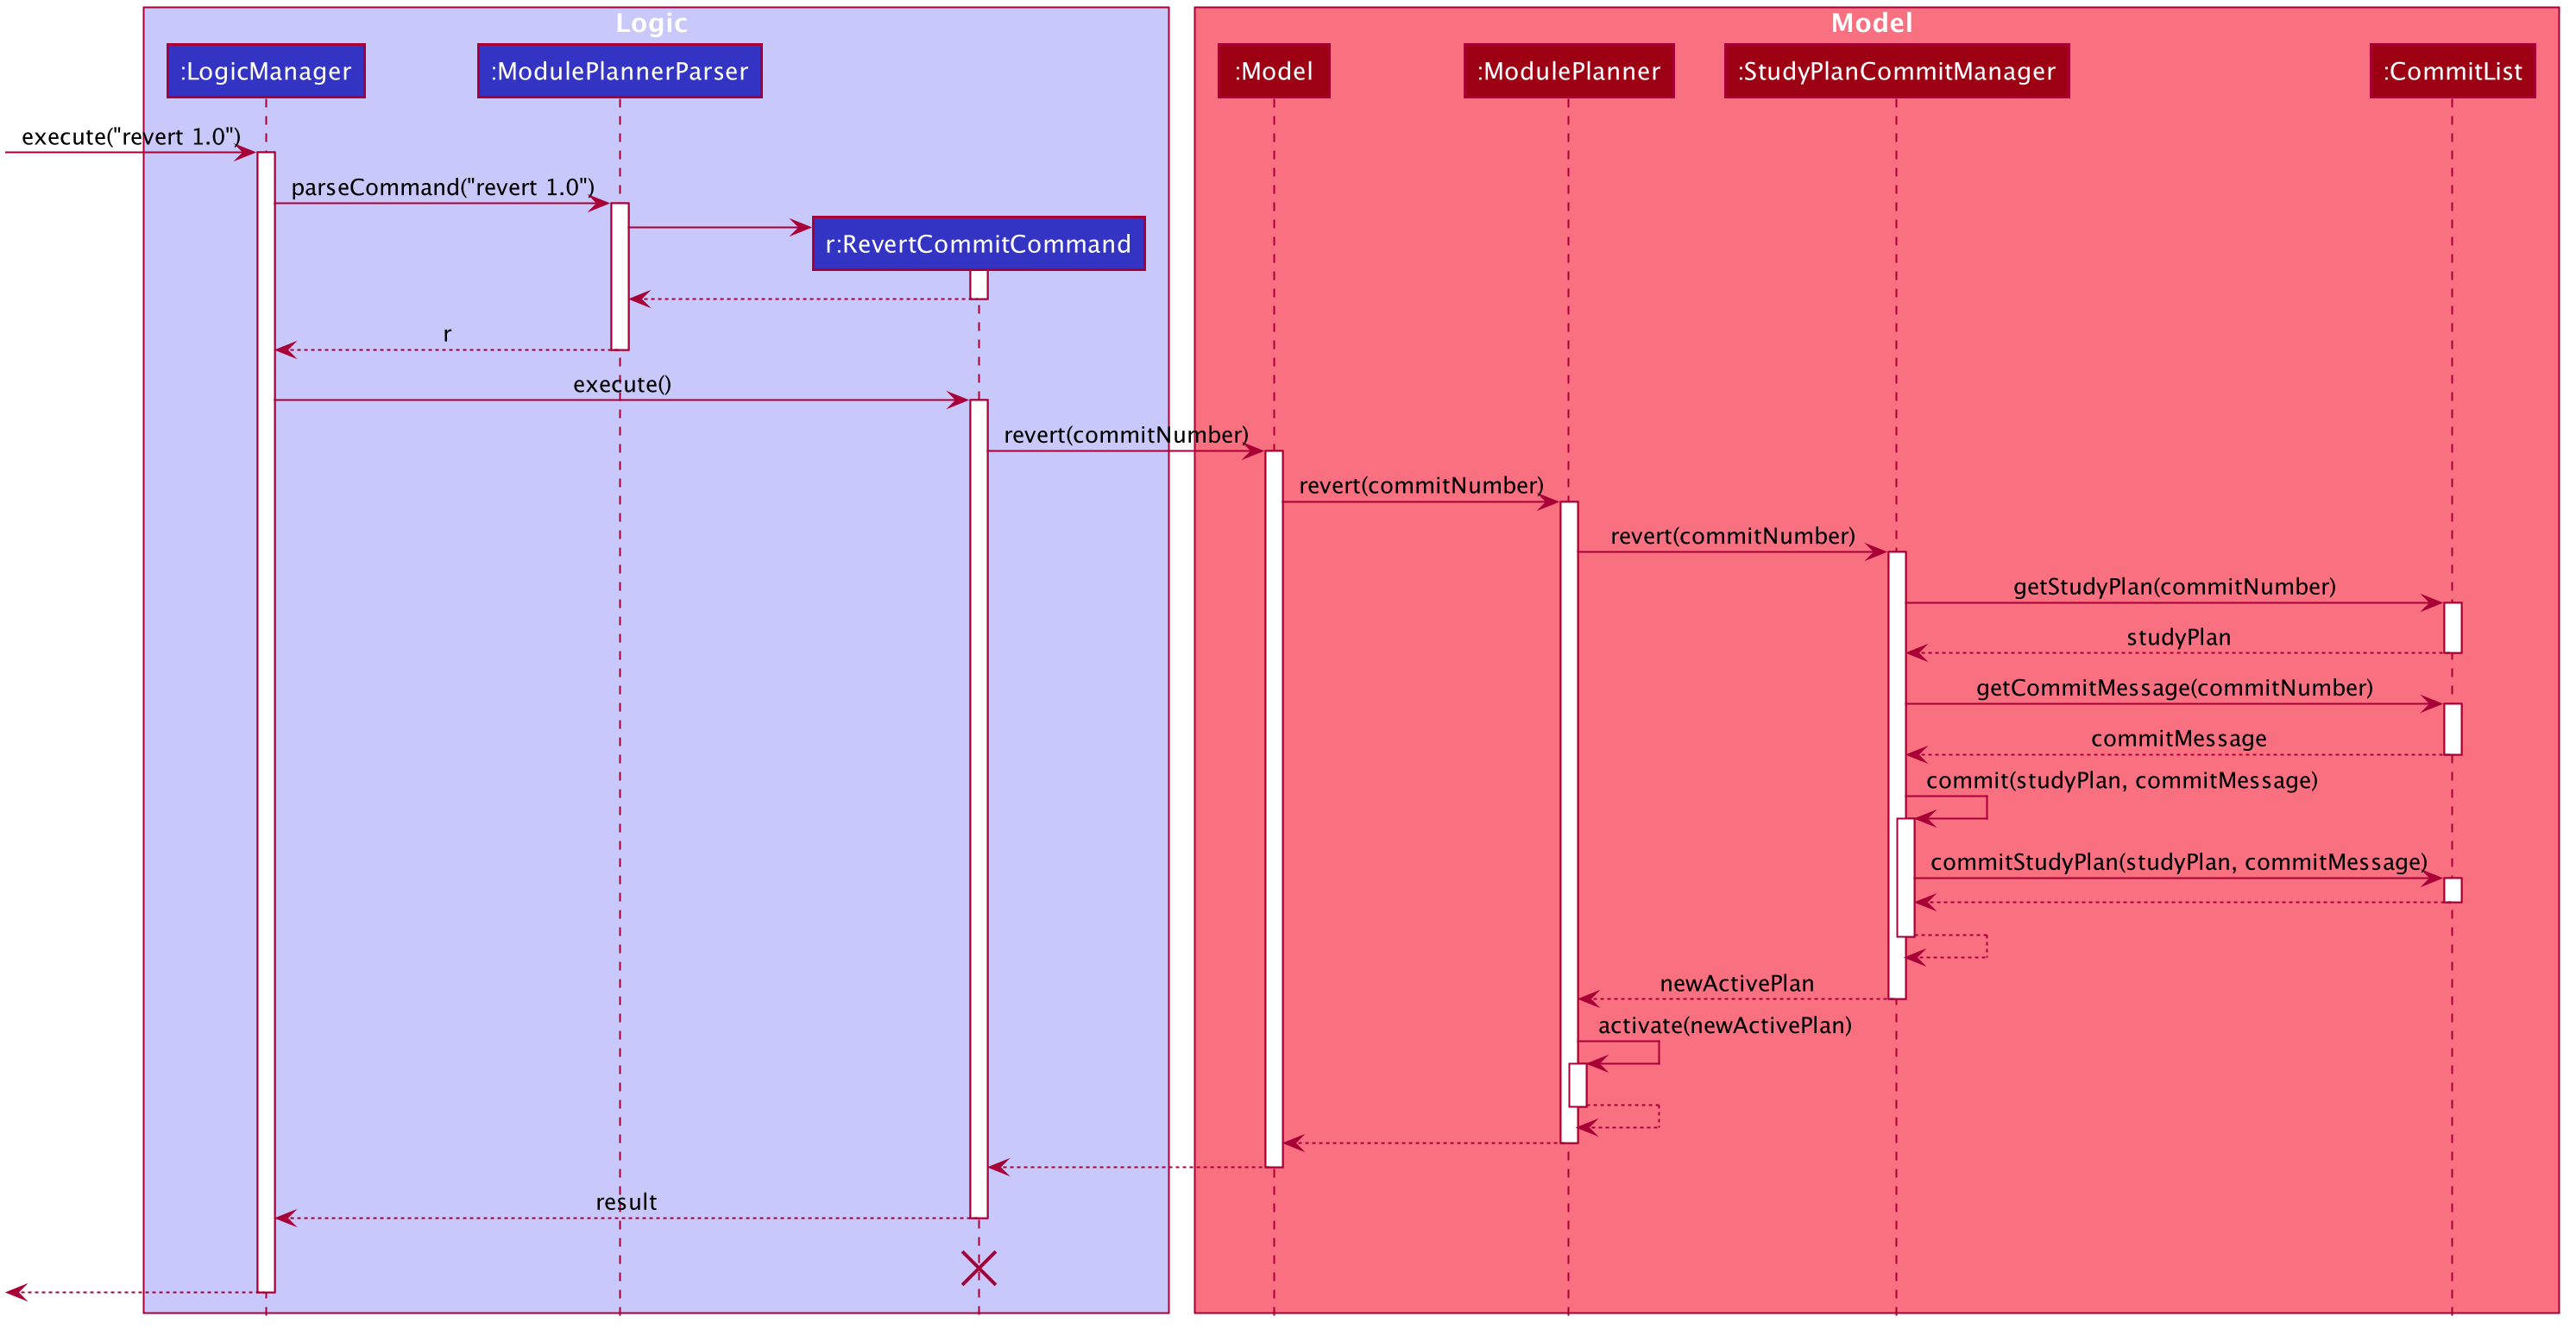 Logic
Model
:LogicManager
:ModulePlannerParser
:Model
:ModulePlanner
:StudyPlanCommitManager
:CommitList
execute("revert 1.0")
parseCommand("revert 1.0")
r:RevertCommitCommand
r
execute()
revert(commitNumber)
revert(commitNumber)
revert(commitNumber)
getStudyPlan(commitNumber)
studyPlan
getCommitMessage(commitNumber)
commitMessage
commit(studyPlan, commitMessage)
commitStudyPlan(studyPlan, commitMessage)
newActivePlan
activate(newActivePlan)
result